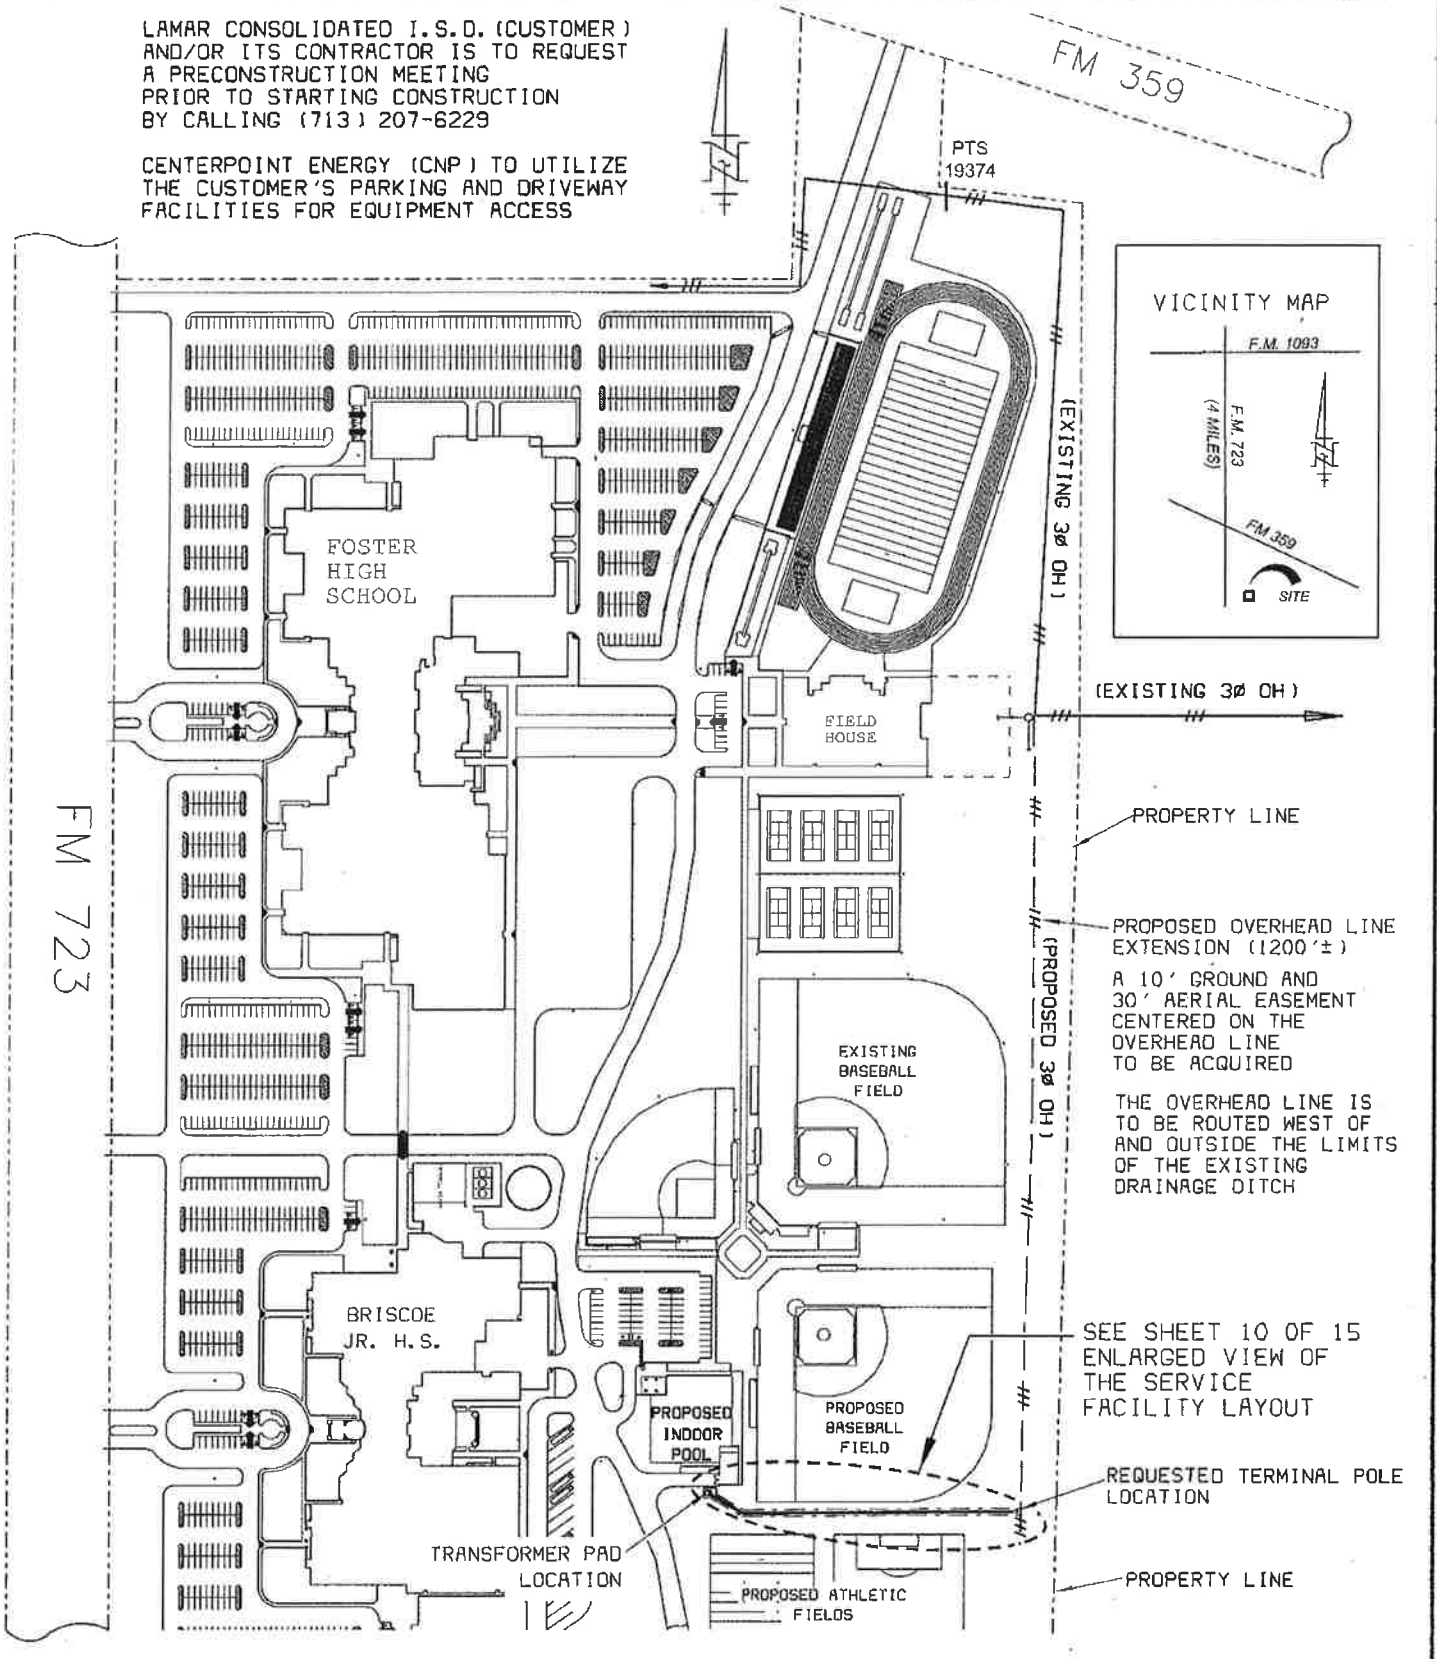 LAMAR CONSOLIDATED I.S.D. (CUSTOMER)
AND/OR ITS CONTRACTOR IS TO REQUEST
A PRECONSTRUCTION MEETING
PRIOR TO STARTING CONSTRUCTION
BY CALLING (713) 207-6229
CENTERPOINT ENERGY (CNP) TO UTILIZE
THE CUSTOMER'S PARKING AND DRIVEWAY
FACILITIES FOR EQUIPMENT ACCESS
FM 359
PTS
19374
VICINITY MAP
F.M. 1093
F.M. 723
(4 MILES)
FM 359
SITE
(EXISTING 3Ø OH)
FOSTER
HIGH
SCHOOL
(EXISTING 3Ø OH)
FIELD
HOUSE
FM 723
PROPERTY LINE
PROPOSED OVERHEAD LINE
EXTENSION (1200'±)
A 10' GROUND AND
30' AERIAL EASEMENT
CENTERED ON THE
OVERHEAD LINE
TO BE ACQUIRED
(PROPOSED 3Ø OH)
EXISTING
BASEBALL
FIELD
THE OVERHEAD LINE IS
TO BE ROUTED WEST OF
AND OUTSIDE THE LIMITS
OF THE EXISTING
DRAINAGE DITCH
BRISCOE
JR. H.S.
SEE SHEET 10 OF 15
ENLARGED VIEW OF
THE SERVICE
FACILITY LAYOUT
PROPOSED
INDOOR
POOL
PROPOSED
BASEBALL
FIELD
REQUESTED TERMINAL POLE
LOCATION
TRANSFORMER PAD
LOCATION
PROPOSED ATHLETIC
FIELDS
PROPERTY LINE